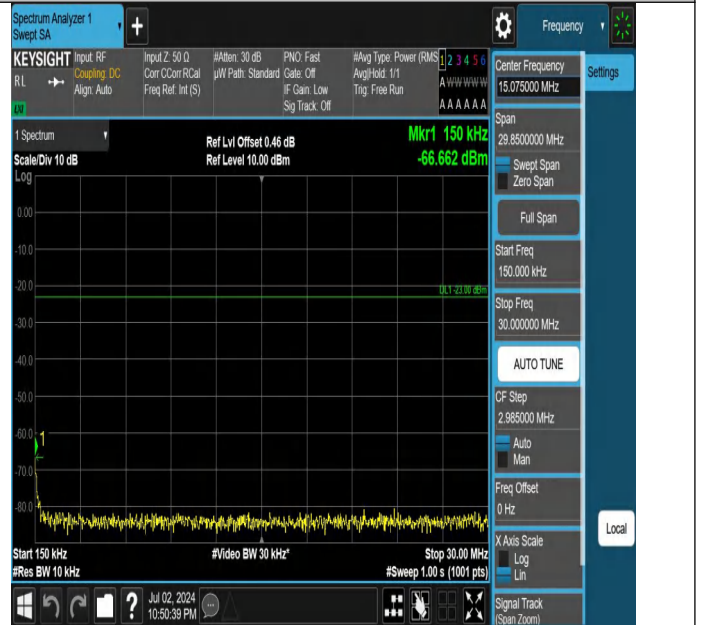 Spectrum Analyzer 1
Swept SA
+
Frequency
KEYSIGHT
RL
LXI
Input: RF
Coupling: DC
Align: Auto
Input Z: 50 Ω
Corr CCorr RCal
Freq Ref: Int (S)
#Atten: 30 dB
µW Path: Standard
PNO: Fast
Gate: Off
IF Gain: Low
Sig Track: Off
#Avg Type: Power (RMS
Avg|Hold: 1/1
Trig: Free Run
1 2 3 4 5 6
A W W W W W
A A A A A A
1 Spectrum
Scale/Div 10 dB
Log
Ref Lvl Offset 0.46 dB
Ref Level 10.00 dBm
Mkr1 150 kHz
-66.662 dBm
0.00
-10.0
-20.0
DL1 -23.00 dBm
-30.0
-40.0
-50.0
-60.0
1
-70.0
-80.0
Start 150 kHz
#Res BW 10 kHz
#Video BW 30 kHz*
Stop 30.00 MHz
#Sweep 1.00 s (1001 pts)
Jul 02, 2024
10:50:39 PM
?
Center Frequency
15.075000 MHz
Settings
Span
29.8500000 MHz
Swept Span
Zero Span
Full Span
Start Freq
150.000 kHz
Stop Freq
30.000000 MHz
AUTO TUNE
CF Step
2.985000 MHz
Auto
Man
Freq Offset
0 Hz
Local
X Axis Scale
Log
Lin
Signal Track
(Span Zoom)